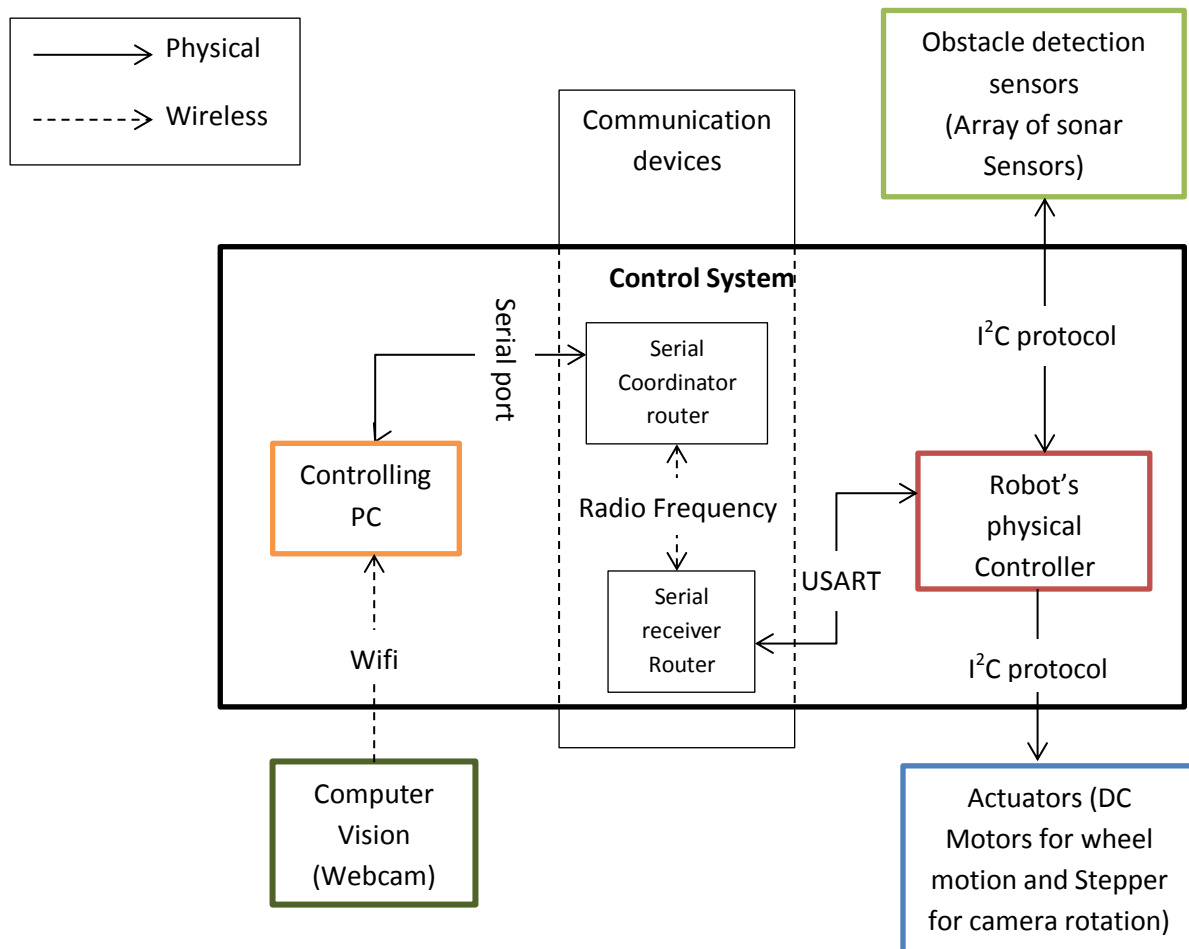 Physical
Wireless
Communication
devices
Obstacle detection
sensors
(Array of sonar
Sensors)
Control System
Serial port
Serial
Coordinator
router
I²C protocol
Controlling
PC
Radio Frequency
Robot’s
physical
Controller
USART
Serial
receiver
Router
Wifi
I²C protocol
Computer
Vision
(Webcam)
Actuators (DC
Motors for wheel
motion and Stepper
for camera rotation)